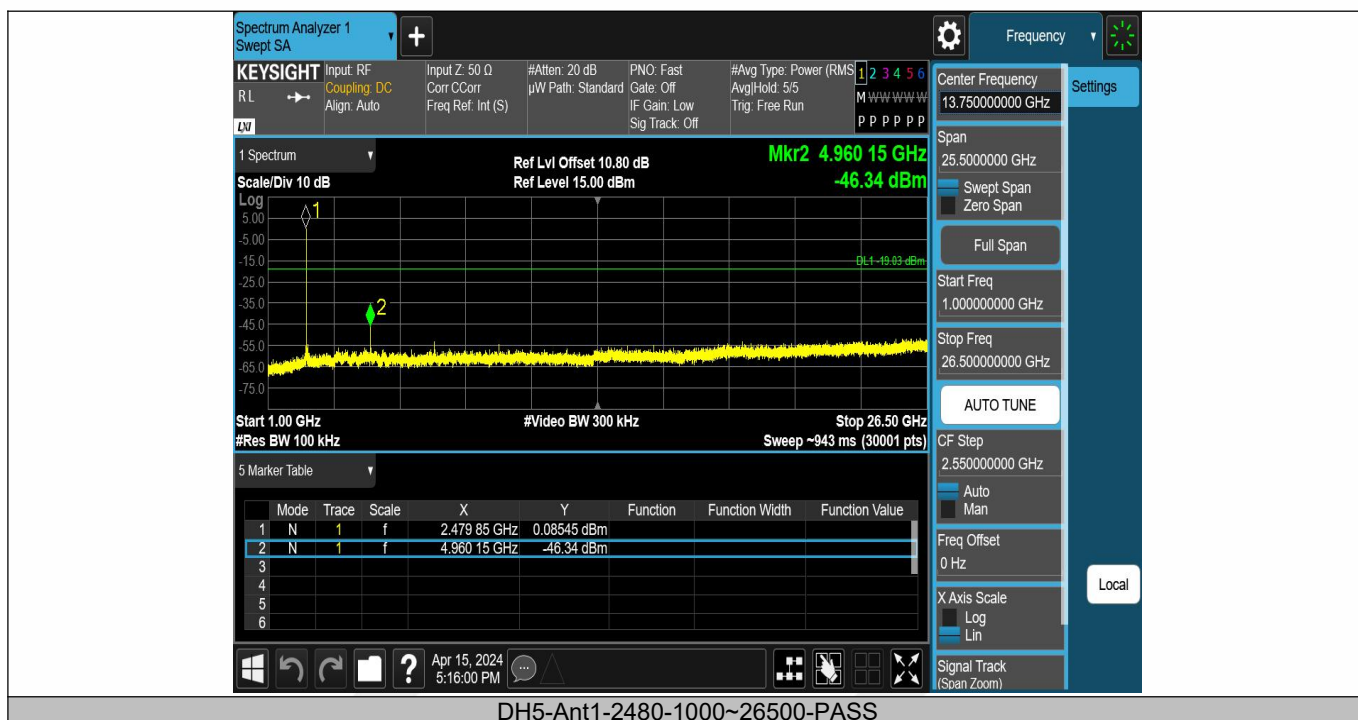 Spectrum Analyzer 1
Swept SA
+
Frequency
KEYSIGHT
RL
LXI
Input: RF
Coupling: DC
Align: Auto
Input Z: 50 Ω
Corr CCorr
Freq Ref: Int (S)
#Atten: 20 dB
µW Path: Standard
PNO: Fast
Gate: Off
IF Gain: Low
Sig Track: Off
#Avg Type: Power (RMS
Avg|Hold: 5/5
Trig: Free Run
1 2 3 4 5 6
M W W W W W
P P P P P P
1 Spectrum
Scale/Div 10 dB
Ref Lvl Offset 10.80 dB
Ref Level 15.00 dBm
Mkr2 4.960 15 GHz
-46.34 dBm
Log
5.00
-5.00
-15.0
-25.0
-35.0
-45.0
-55.0
-65.0
-75.0
1
2
DL1 -19.03 dBm
Start 1.00 GHz
#Video BW 300 kHz
Stop 26.50 GHz
#Res BW 100 kHz
Sweep ~943 ms (30001 pts)
5 Marker Table
Mode Trace Scale X Y Function Function Width Function Value
1 N 1 f 2.479 85 GHz 0.08545 dBm
2 N 1 f 4.960 15 GHz -46.34 dBm
3
4
5
6
?
Apr 15, 2024
5:16:00 PM
Center Frequency
13.750000000 GHz
Settings
Span
25.5000000 GHz
Swept Span
Zero Span
Full Span
Start Freq
1.000000000 GHz
Stop Freq
26.50000000 GHz
AUTO TUNE
CF Step
2.550000000 GHz
Auto
Man
Freq Offset
0 Hz
Local
X Axis Scale
Log
Lin
Signal Track
(Span Zoom)
DH5-Ant1-2480-1000~26500-PASS